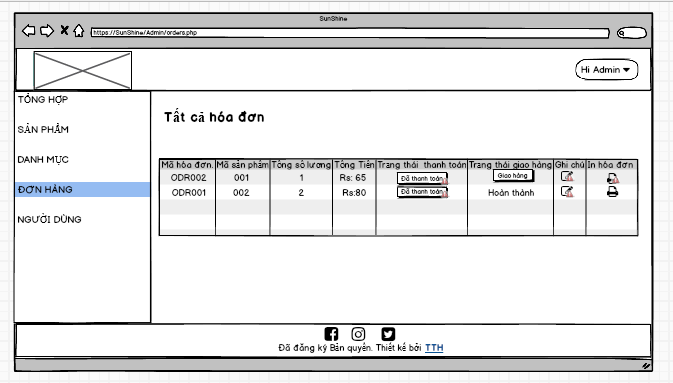 SunShine
https://SunShine/Admin/orders.php
Hi Admin
TỔNG HỢP
SẢN PHẨM
DANH MỤC
ĐƠN HÀNG
NGƯỜI DÙNG
Tất cả hóa đơn
Mã hóa đơn. Mã sản phẩm Tổng số lượng Tổng Tiền Trạng thái thanh toán Trạng thái giao hàng Ghi chú In hóa đơn
ODR002 001 1 Rs: 65 Đã thanh toán Giao hàng
ODR001 002 2 Rs:80 Đã thanh toán Hoàn thành
Đã đăng ký Bản quyền. Thiết kế bởi TTH